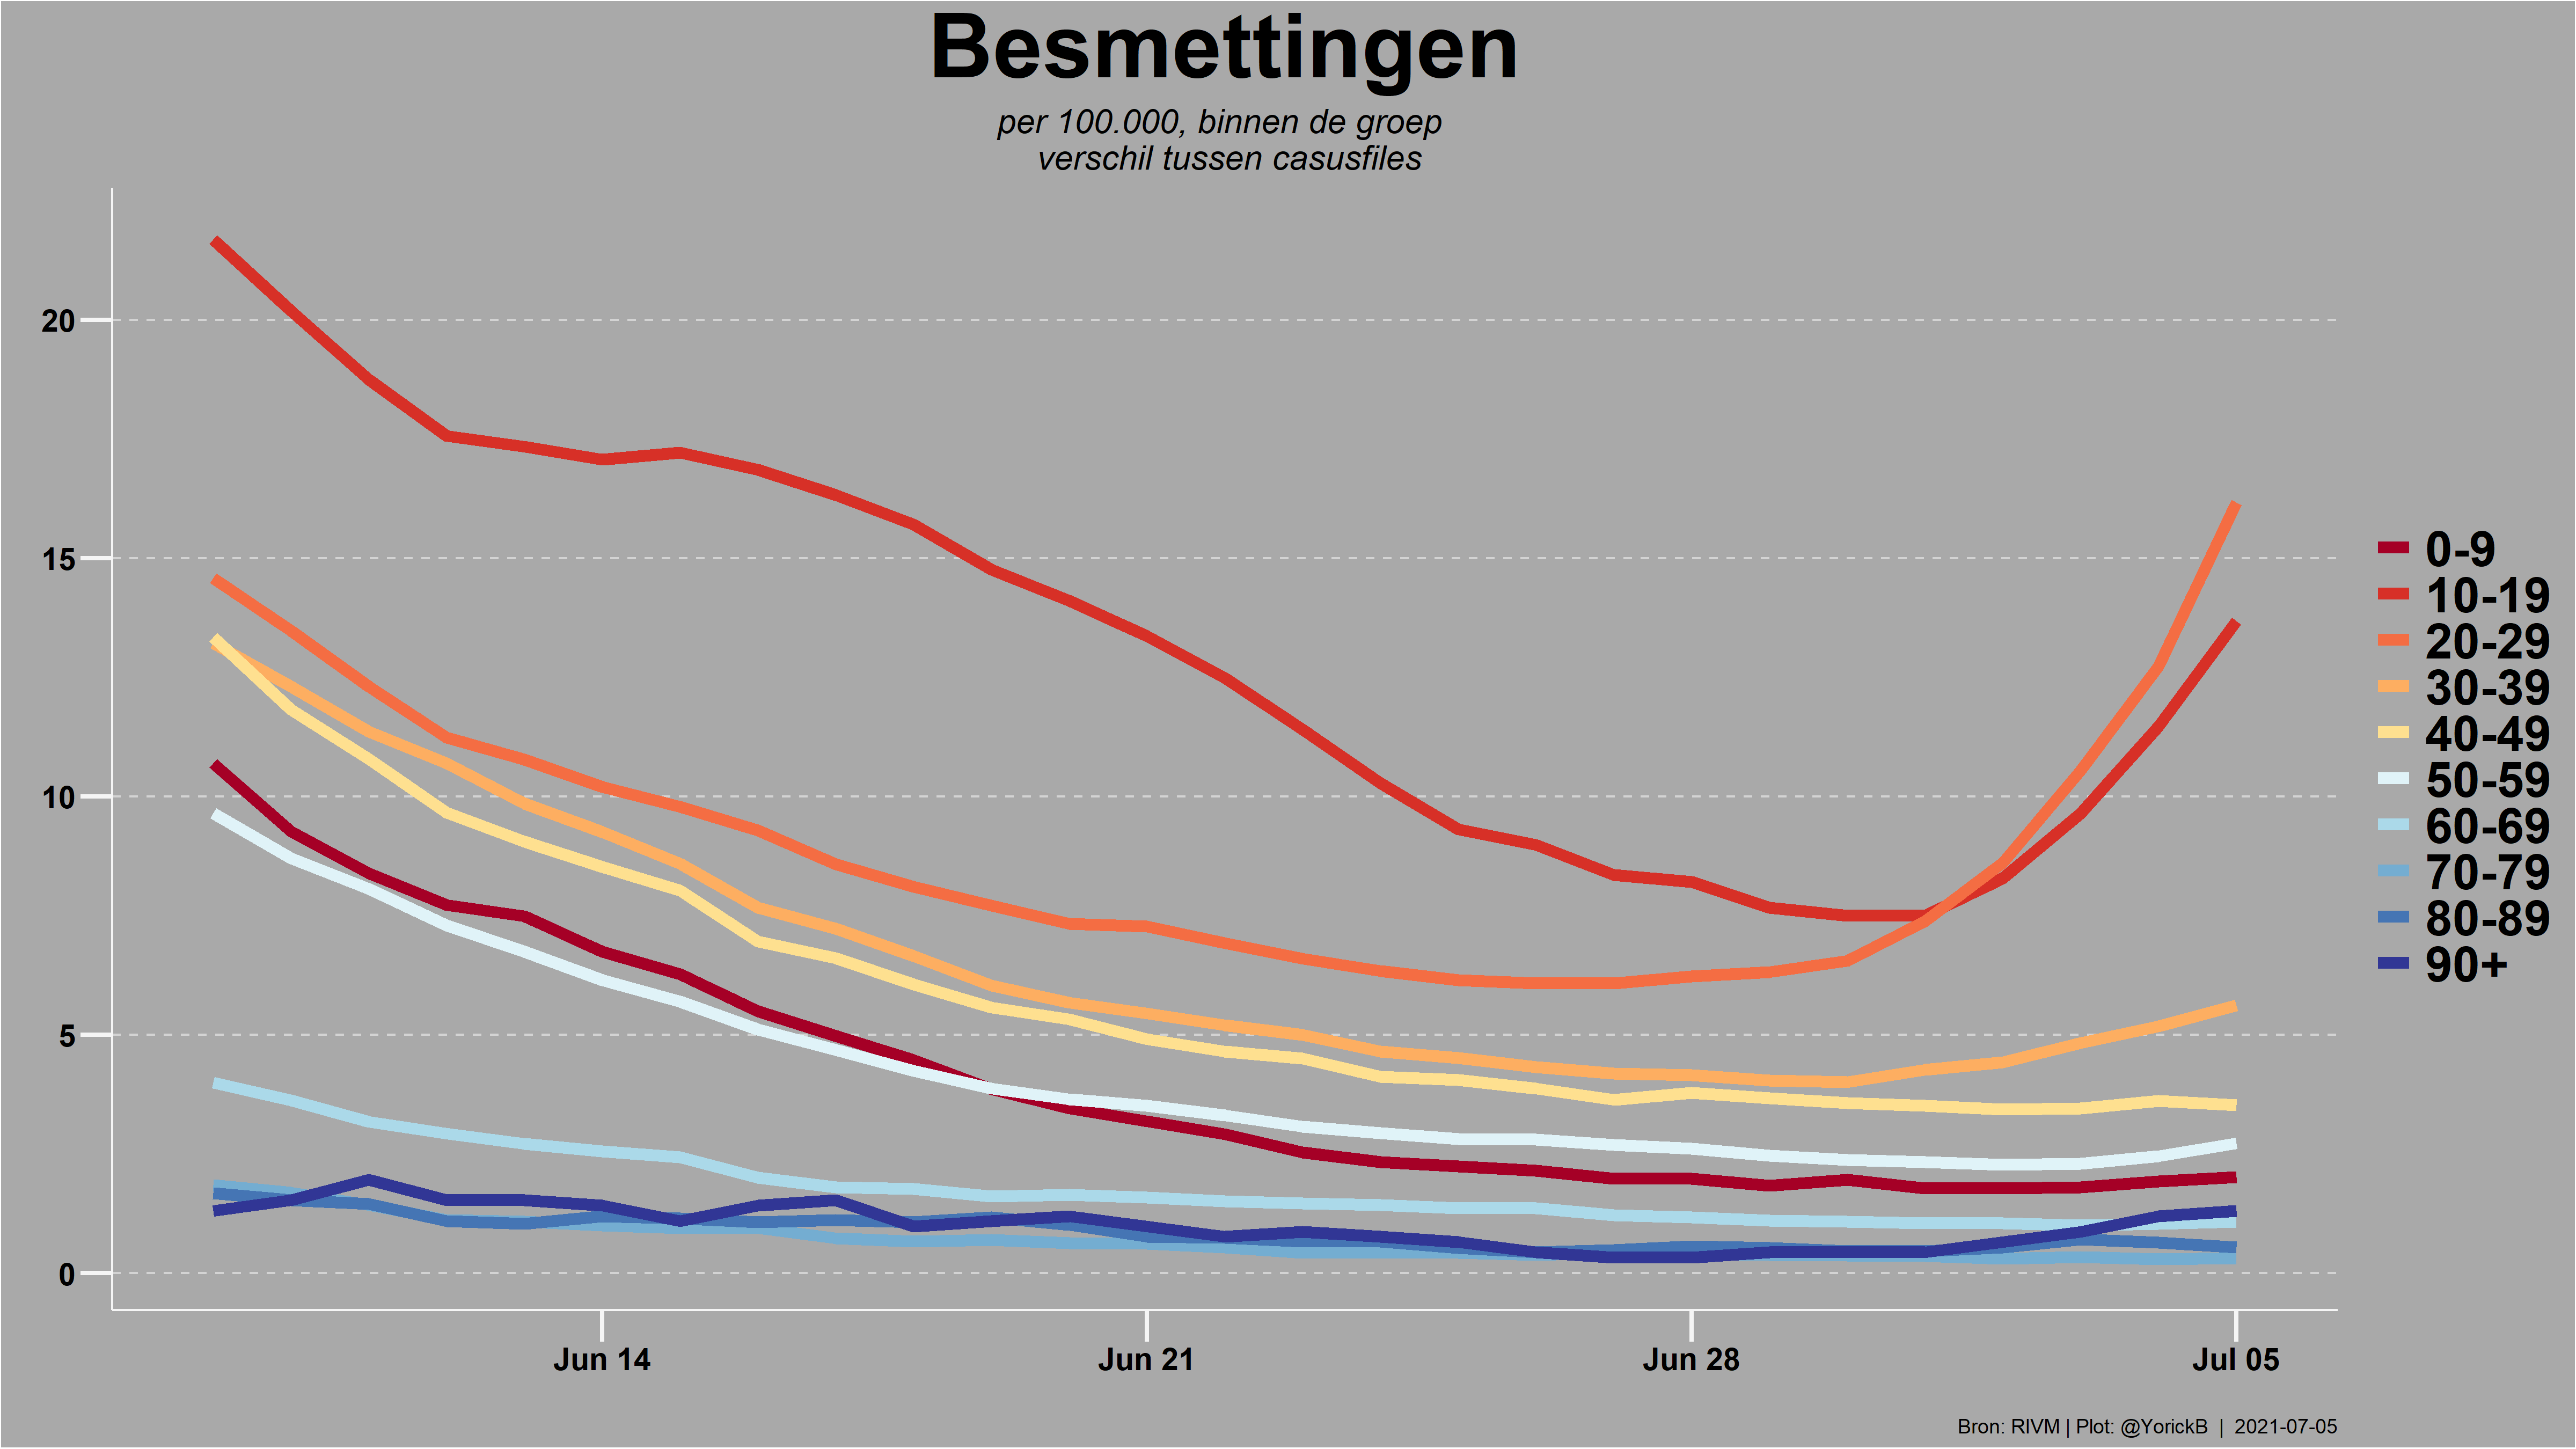 Besmettingen
per 100.000, binnen de groep
verschil tussen casusfiles
20
15
10
5
0
0-9
10-19
20-29
30-39
40-49
50-59
60-69
70-79
80-89
90+
Jun 14
Jun 21
Jun 28
Jul 05
Bron: RIVM | Plot: @YorickB | 2021-07-05